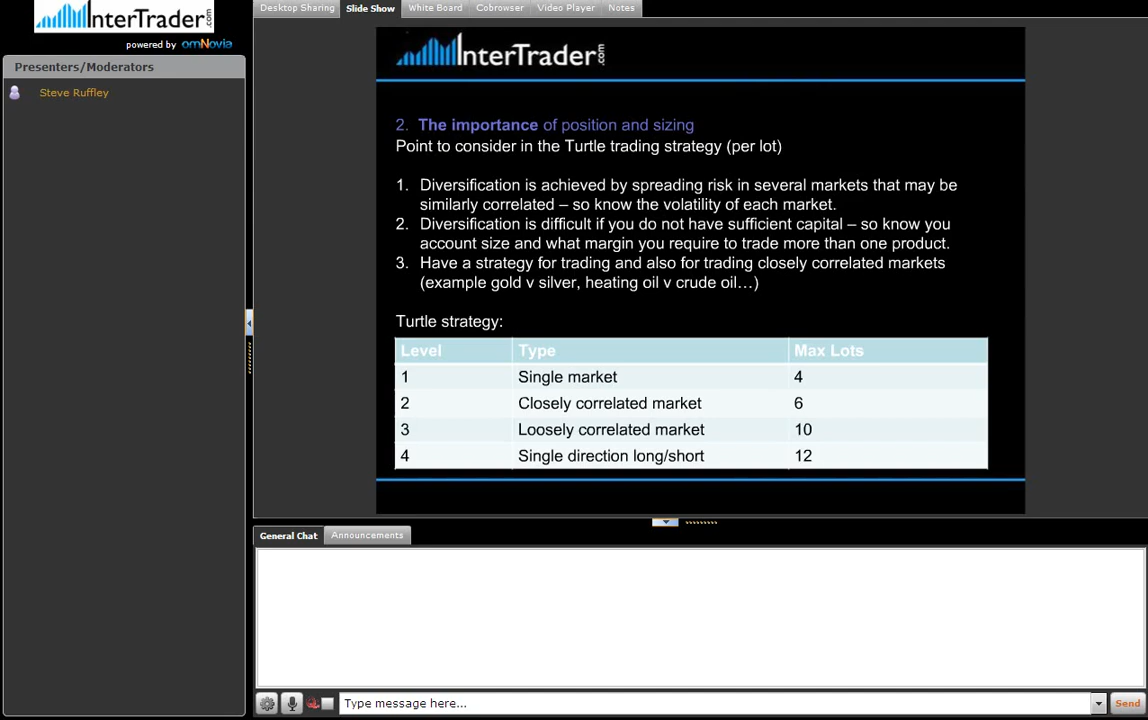 InterTrader.com
powered by omNovia
Presenters/Moderators
Steve Ruffley
Desktop Sharing
Slide Show
White Board
Cobrowser
Video Player
Notes
InterTrader.com
2. The importance of position and sizing
Point to consider in the Turtle trading strategy (per lot)
1. Diversification is achieved by spreading risk in several markets that may be
similarly correlated – so know the volatility of each market.
2. Diversification is difficult if you do not have sufficient capital – so know you
account size and what margin you require to trade more than one product.
3. Have a strategy for trading and also for trading closely correlated markets
(example gold v silver, heating oil v crude oil…)
Turtle strategy:
Level Type Max Lots
1 Single market 4
2 Closely correlated market 6
3 Loosely correlated market 10
4 Single direction long/short 12
General Chat
Announcements
Type message here...
Send